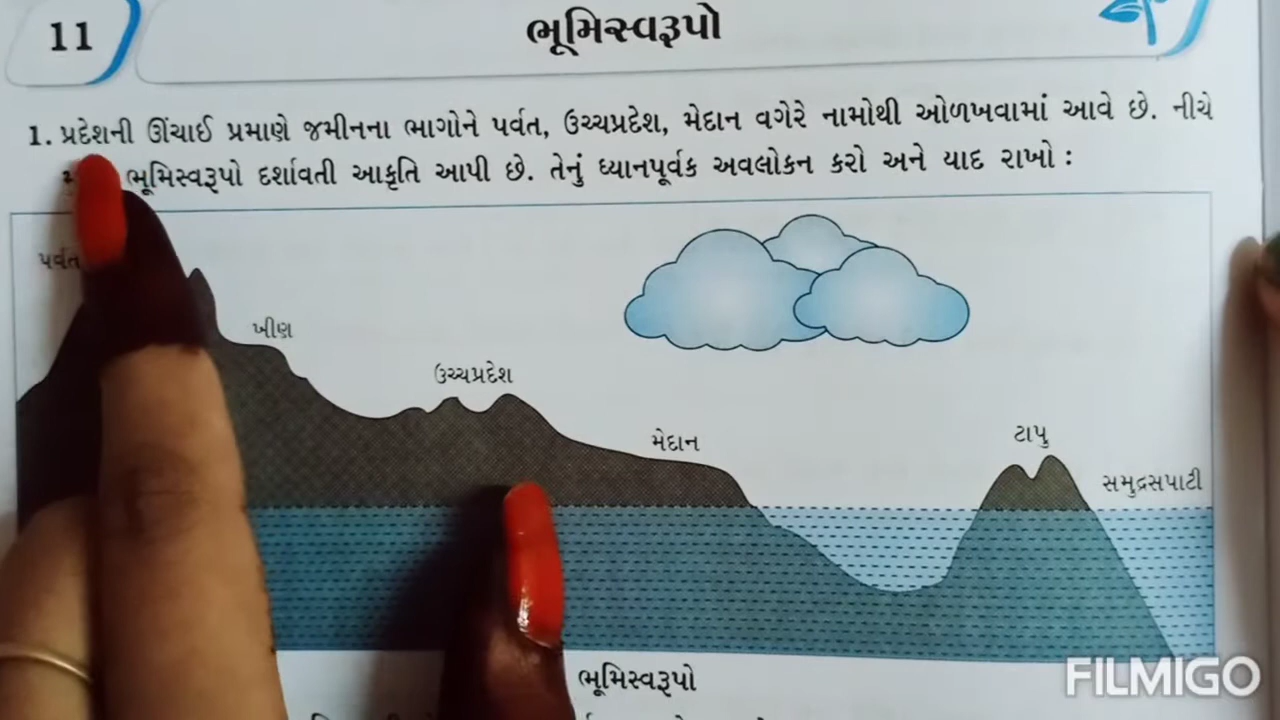 11
ભૂમિસ્વરૂપો
1. પ્રદેશની ઊંચાઈ પ્રમાણે જમીનના ભાગોને પર્વત, ઉચ્ચપ્રદેશ, મેદાન વગેરે નામોથી ઓળખવામાં આવે છે. નીચે
ભૂમિસ્વરૂપો દર્શાવતી આકૃતિ આપી છે. તેનું ધ્યાનપૂર્વક અવલોકન કરો અને યાદ રાખો :
પર્વત
ખીણ
ઉચ્ચપ્રદેશ
મેદાન
ટાપુ
સમુદ્રસપાટી
ભૂમિસ્વરૂપો
FILMIGO